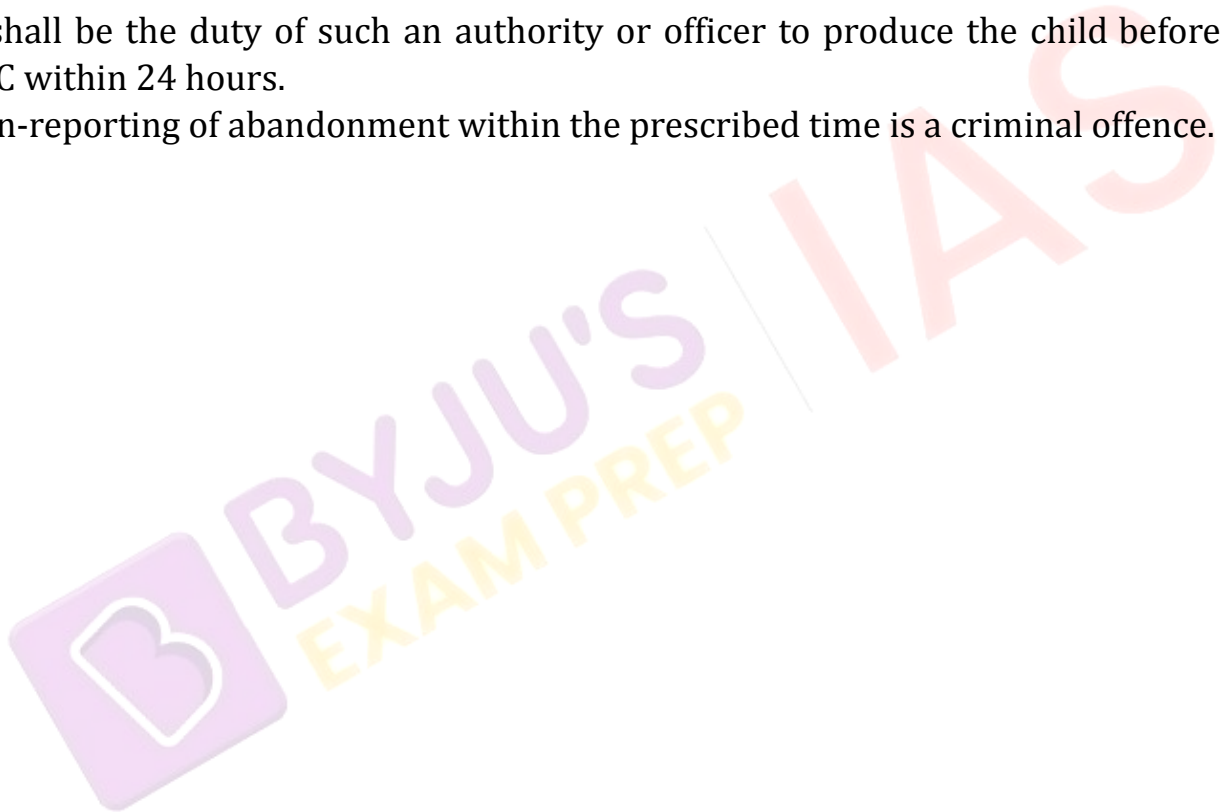 shall be the duty of such an authority or officer to produce the child before
C within 24 hours.
n-reporting of abandonment within the prescribed time is a criminal offence.
BYJU'S
EXAM PREP
IAS